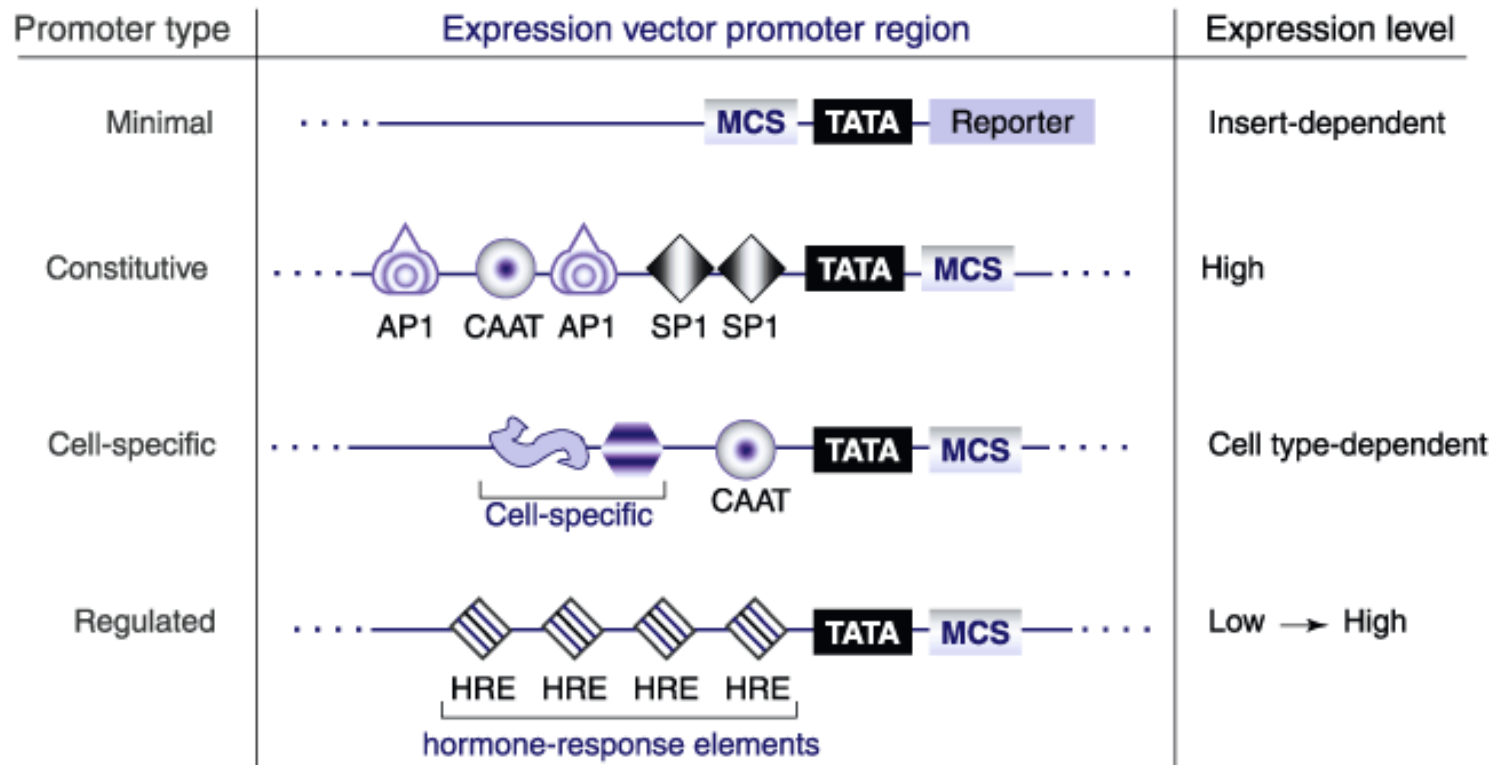 Promoter type Expression vector promoter region Expression level
Minimal MCS TATA Reporter Insert-dependent
Constitutive TATA MCS High
AP1 CAAT AP1 SP1 SP1
Cell-specific TATA MCS Cell type-dependent
CAAT
Cell-specific
Regulated TATA MCS Low → High
HRE HRE HRE HRE
hormone-response elements